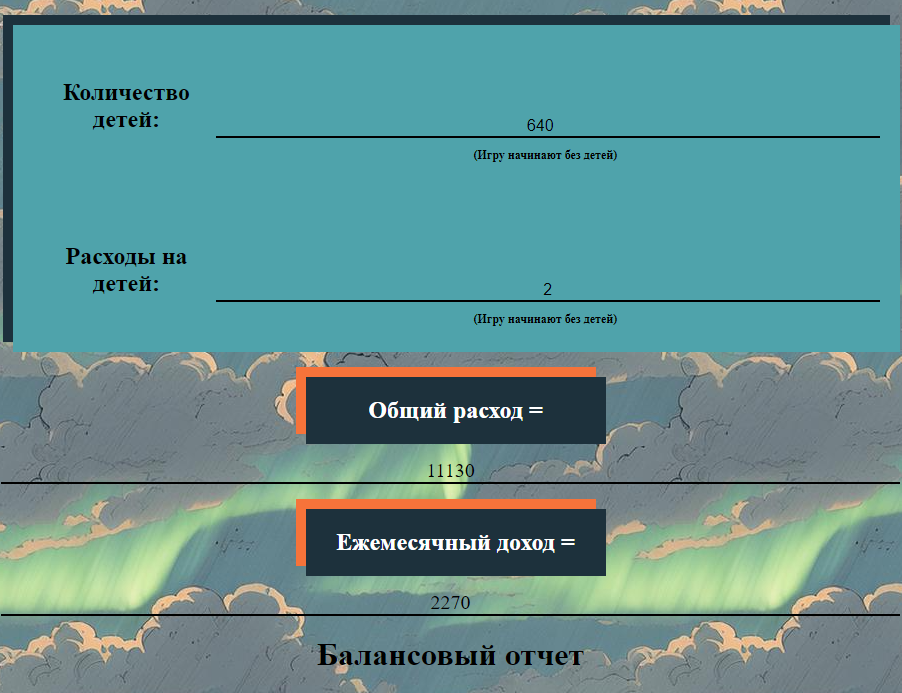 Количество
детей:
640
(Игру начинают без детей)
Расходы на
детей:
2
(Игру начинают без детей)
Общий расход =
11130
Ежемесячный доход =
2270
Балансовый отчет